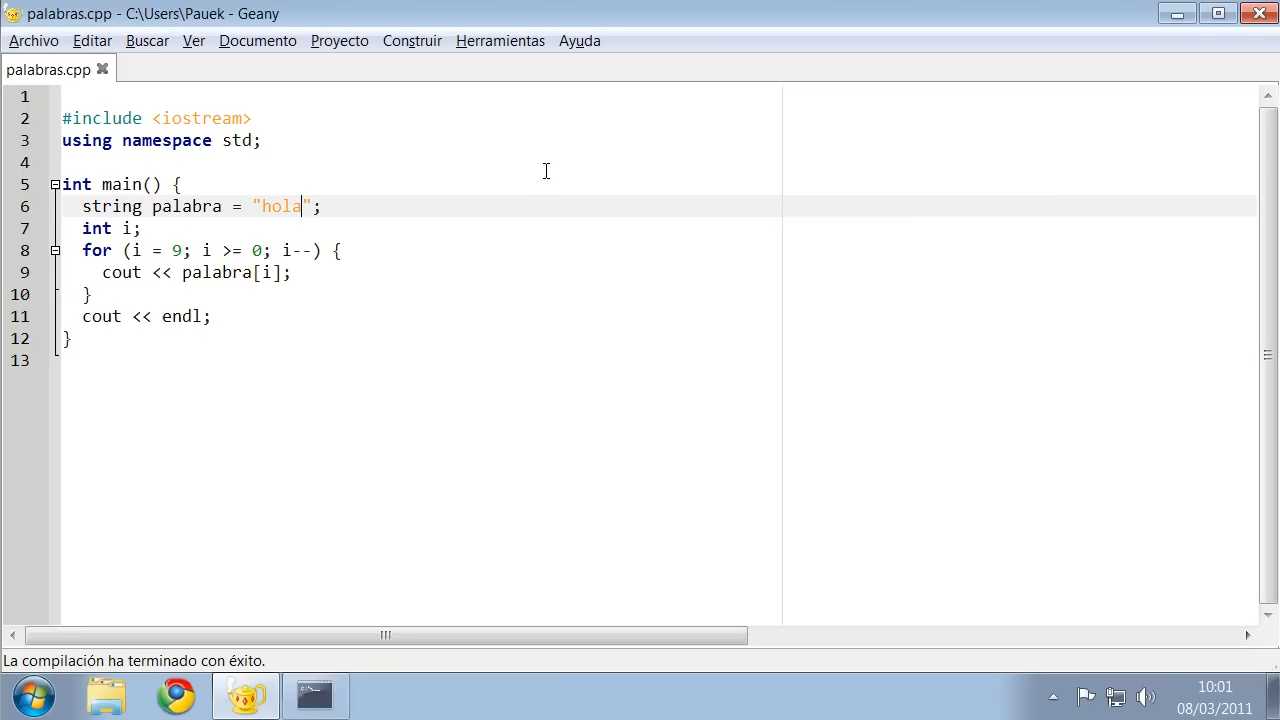 palabras.cpp - C:\Users\Pauek - Geany
Archivo Editar Buscar Ver Documento Proyecto Construir Herramientas Ayuda
palabras.cpp
1
2 #include <iostream>
3 using namespace std;
4
5 int main() {
6 string palabra = "hola";
7 int i;
8 for (i = 9; i >= 0; i--) {
9 cout << palabra[i];
10 }
11 cout << endl;
12 }
13
La compilación ha terminado con éxito.
10:01
08/03/2011